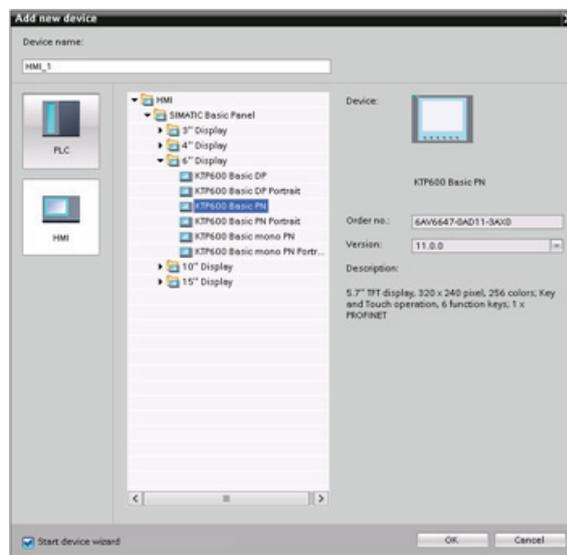 Add new device
Device name:
HMI_1
PLC
HMI
HMI
SIMATIC Basic Panel
3" Display
4" Display
6" Display
KTP600 Basic DP
KTP600 Basic DP Portrait
KTP600 Basic PN
KTP600 Basic PN Portrait
KTP600 Basic mono PN
KTP600 Basic mono PN Portr...
10" Display
15" Display
Device:
KTP600 Basic PN
Order no.: 6AV6647-0AD11-3AX0
Version: 11.0.0
Description:
5.7" TFT display, 320 x 240 pixel, 256 colors; Key
and Touch operation, 6 function keys; 1 x
PROFINET
Start device wizard
OK
Cancel